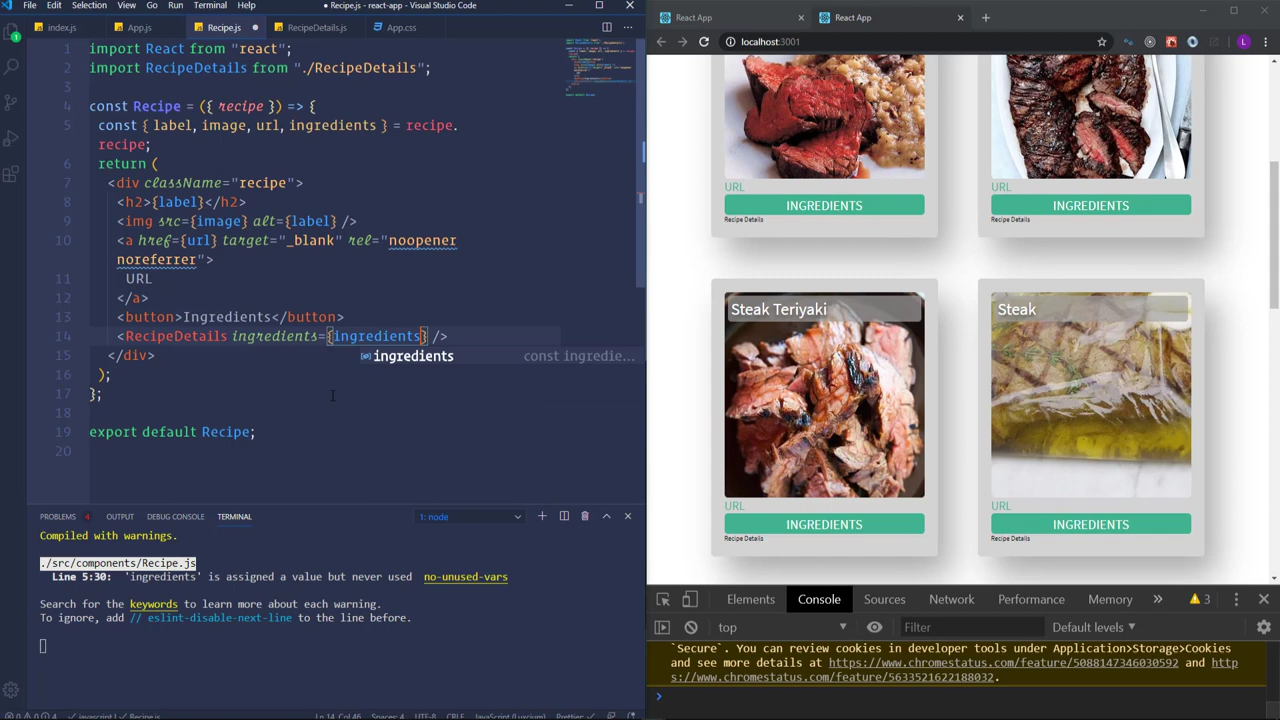 File Edit Selection View Go Run Terminal Help
Recipe.js - react-app - Visual Studio Code
index.js
App.js
Recipe.js
RecipeDetails.js
App.css
1 import React from "react";
2 import RecipeDetails from "./RecipeDetails";
3
4 const Recipe = ({ recipe }) => {
5 const { label, image, url, ingredients } = recipe.
recipe;
6 return (
7 <div className="recipe">
8 <h2>{label}</h2>
9 <img src={image} alt={label} />
10 <a href={url} target="_blank" rel="noopener
noreferrer">
11 URL
12 </a>
13 <button>Ingredients</button>
14 <RecipeDetails ingredients={ingredients} />
ingredients const ingredie...
15 </div>
16 );
17 };
18
19 export default Recipe;
20
PROBLEMS 4 OUTPUT DEBUG CONSOLE TERMINAL
1: node
Compiled with warnings.
./src/components/Recipe.js
Line 5:30: 'ingredients' is assigned a value but never used no-unused-vars
Search for the keywords to learn more about each warning.
To ignore, add // eslint-disable-next-line to the line before.
React App
React App
localhost:3001
L
URL
INGREDIENTS
Recipe Details
URL
INGREDIENTS
Recipe Details
Steak Teriyaki
URL
INGREDIENTS
Recipe Details
Steak
URL
INGREDIENTS
Recipe Details
Elements Console Sources Network Performance Memory » 3
top Filter Default levels
`Secure`. You can review cookies in developer tools under Application>Storage>Cookies
and see more details at https://www.chromestatus.com/feature/5088147346030592 and http
s://www.chromestatus.com/feature/5633521622188032.
>